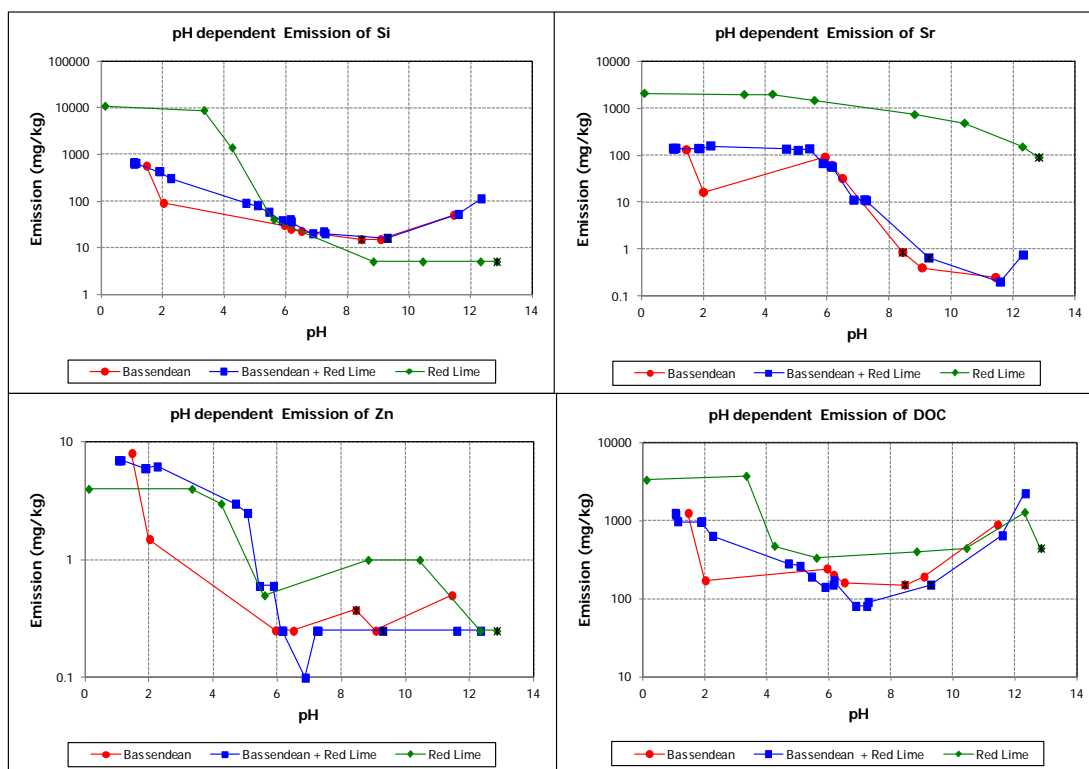 pH dependent Emission of Si
Emission (mg/kg)
100000
10000
1000
100
10
1
0 2 4 6 8 10 12 14
pH
Bassendean Bassendean + Red Lime Red Lime
pH dependent Emission of Sr
Emission (mg/kg)
10000
1000
100
10
1
0.1
0 2 4 6 8 10 12 14
pH
Bassendean Bassendean + Red Lime Red Lime
pH dependent Emission of Zn
Emission (mg/kg)
10
1
0.1
0 2 4 6 8 10 12 14
pH
Bassendean Bassendean + Red Lime Red Lime
pH dependent Emission of DOC
Emission (mg/kg)
10000
1000
100
10
0 2 4 6 8 10 12 14
pH
Bassendean Bassendean + Red Lime Red Lime